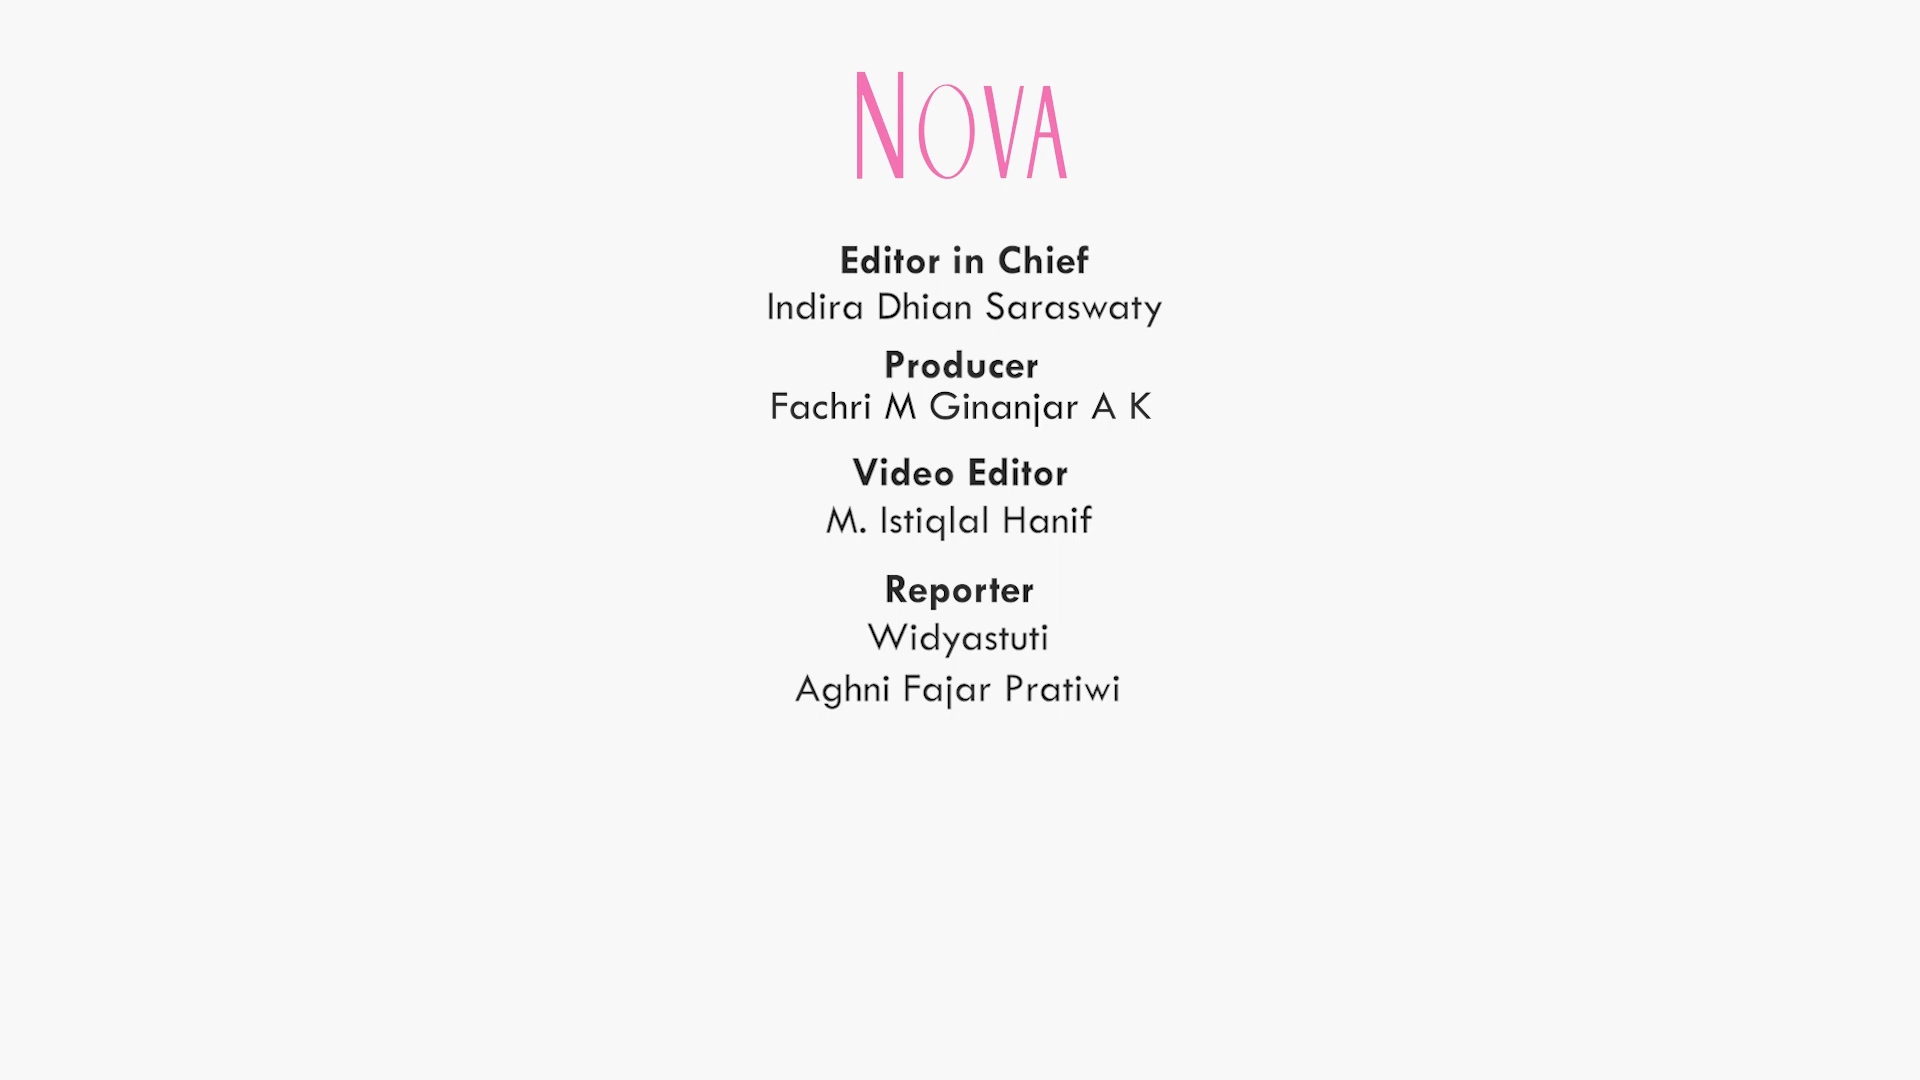 NOVA
Editor in Chief
Indira Dhian Saraswaty
Producer
Fachri M Ginanjar A K
Video Editor
M. Istiqlal Hanif
Reporter
Widyastuti
Aghni Fajar Pratiwi